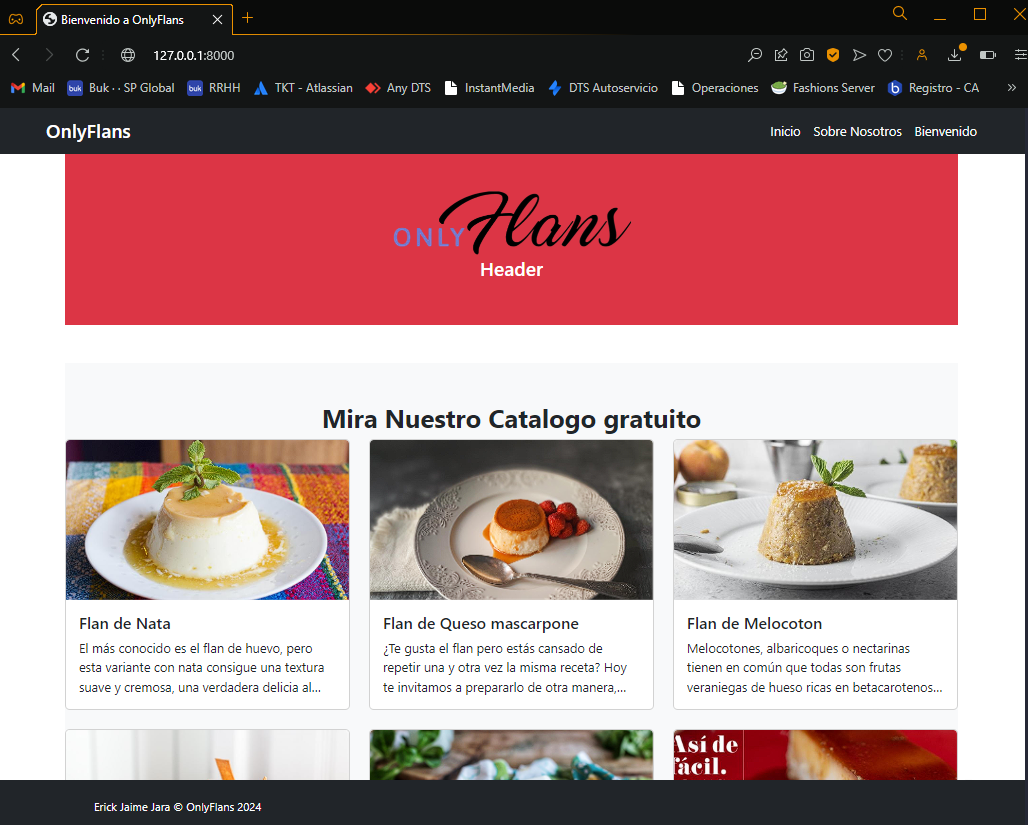 Bienvenido a OnlyFlans
127.0.0.1:8000
Mail
buk Buk · · SP Global
buk RRHH
TKT - Atlassian
Any DTS
InstantMedia
DTS Autoservicio
Operaciones
Fashions Server
b Registro - CA
»
OnlyFlans
Inicio Sobre Nosotros Bienvenido
ONLY Flans
Header
Mira Nuestro Catalogo gratuito
Flan de Nata
El más conocido es el flan de huevo, pero
esta variante con nata consigue una textura
suave y cremosa, una verdadera delicia al...
Flan de Queso mascarpone
¿Te gusta el flan pero estás cansado de
repetir una y otra vez la misma receta? Hoy
te invitamos a prepararlo de otra manera,...
Flan de Melocoton
Melocotones, albaricoques o nectarinas
tienen en común que todas son frutas
veraniegas de hueso ricas en betacarotenos...
Así de
fácil.
Erick Jaime Jara © OnlyFlans 2024